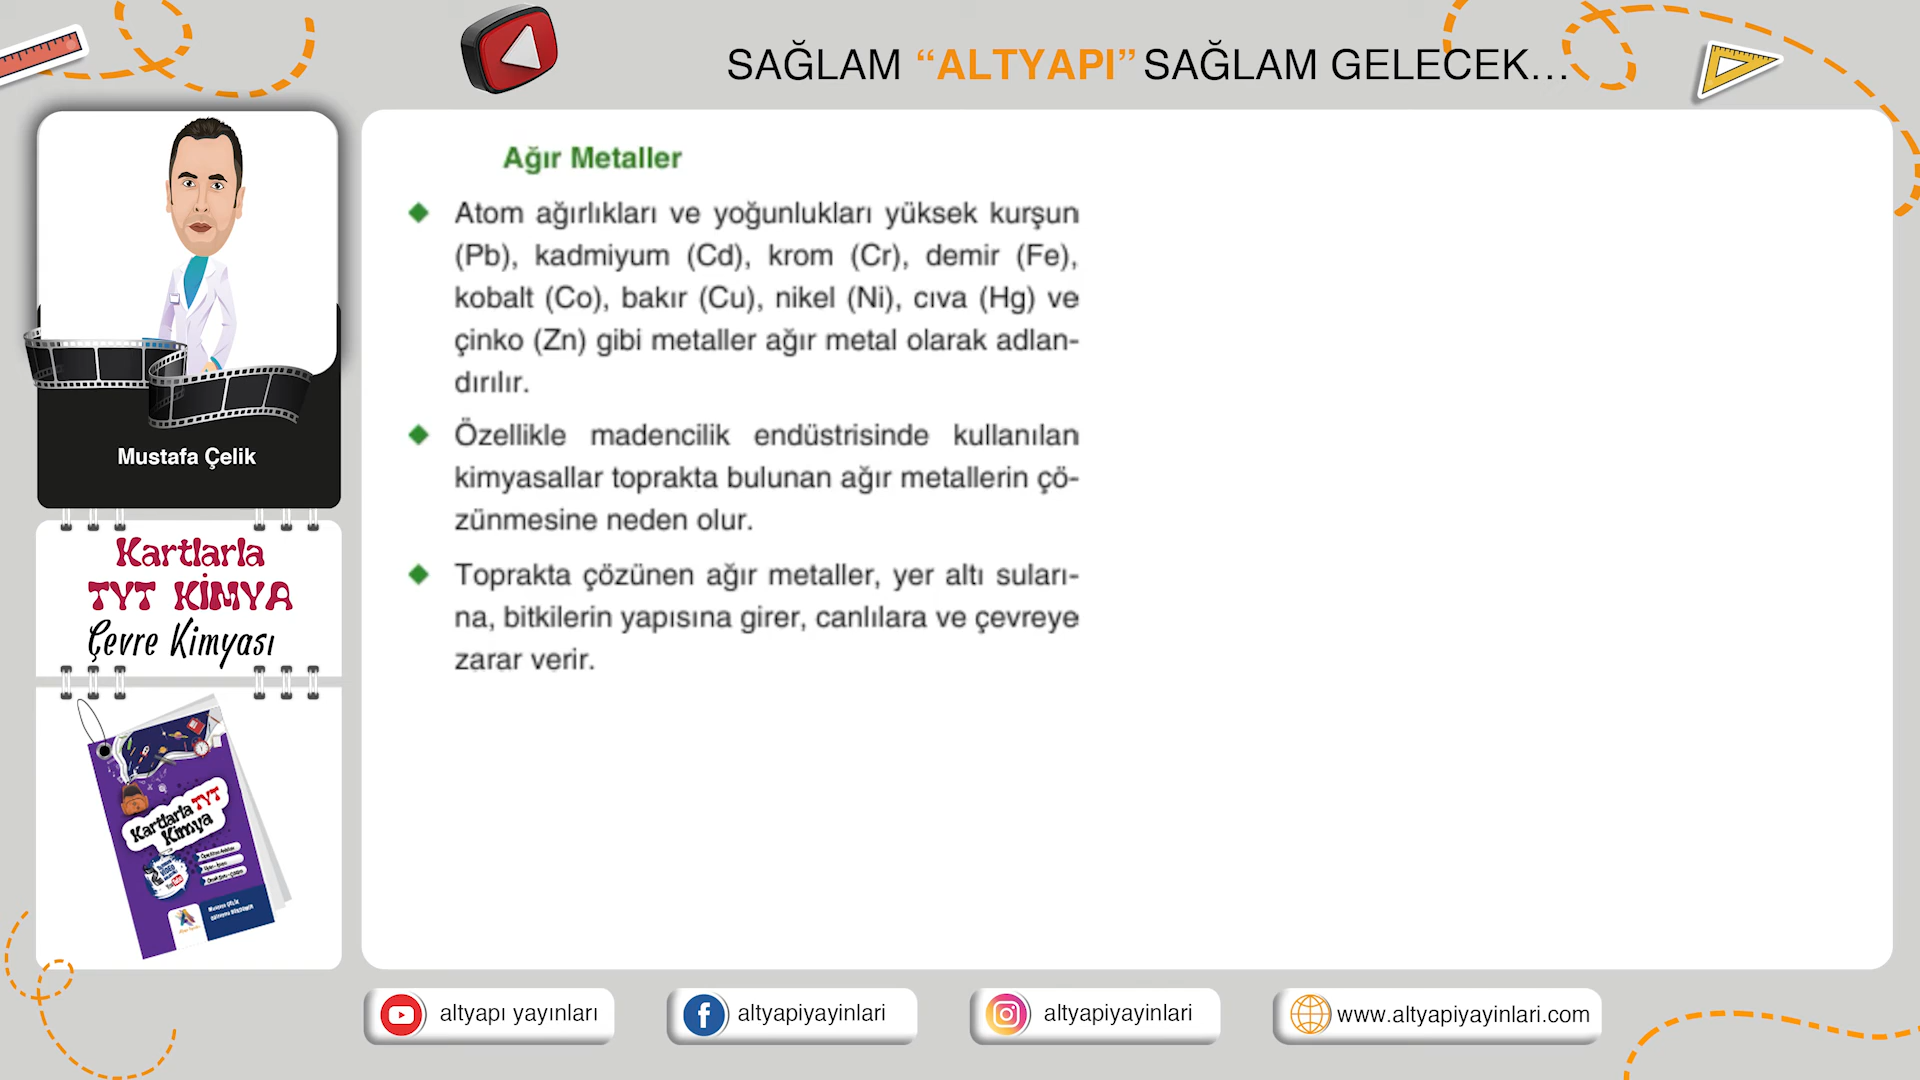 SAĞLAM “ALTYAPI” SAĞLAM GELECEK...
Mustafa Çelik
Kartlarla
TYT KİMYA
Çevre Kimyası
Kartlarla TYT
Kimya
Ağır Metaller
Atom ağırlıkları ve yoğunlukları yüksek kurşun
(Pb), kadmiyum (Cd), krom (Cr), demir (Fe),
kobalt (Co), bakır (Cu), nikel (Ni), cıva (Hg) ve
çinko (Zn) gibi metaller ağır metal olarak adlan-
dırılır.
Özellikle madencilik endüstrisinde kullanılan
kimyasallar toprakta bulunan ağır metallerin çö-
zünmesine neden olur.
Toprakta çözünen ağır metaller, yer altı suları-
na, bitkilerin yapısına girer, canlılara ve çevreye
zarar verir.
altyapı yayınları
altyapiyayinlari
altyapiyayinlari
www.altyapiyayinlari.com